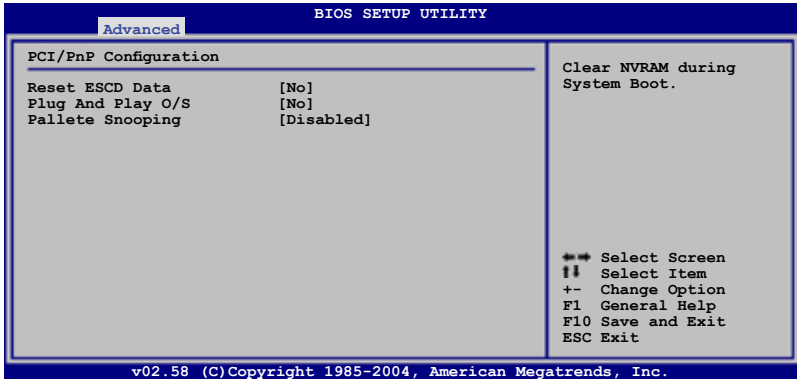 BIOS SETUP UTILITY
Advanced
PCI/PnP Configuration
Reset ESCD Data [No]
Plug And Play O/S [No]
Pallete Snooping [Disabled]
Clear NVRAM during
System Boot.
←→ Select Screen
↑↓ Select Item
+- Change Option
F1 General Help
F10 Save and Exit
ESC Exit
v02.58 (C)Copyright 1985-2004, American Megatrends, Inc.